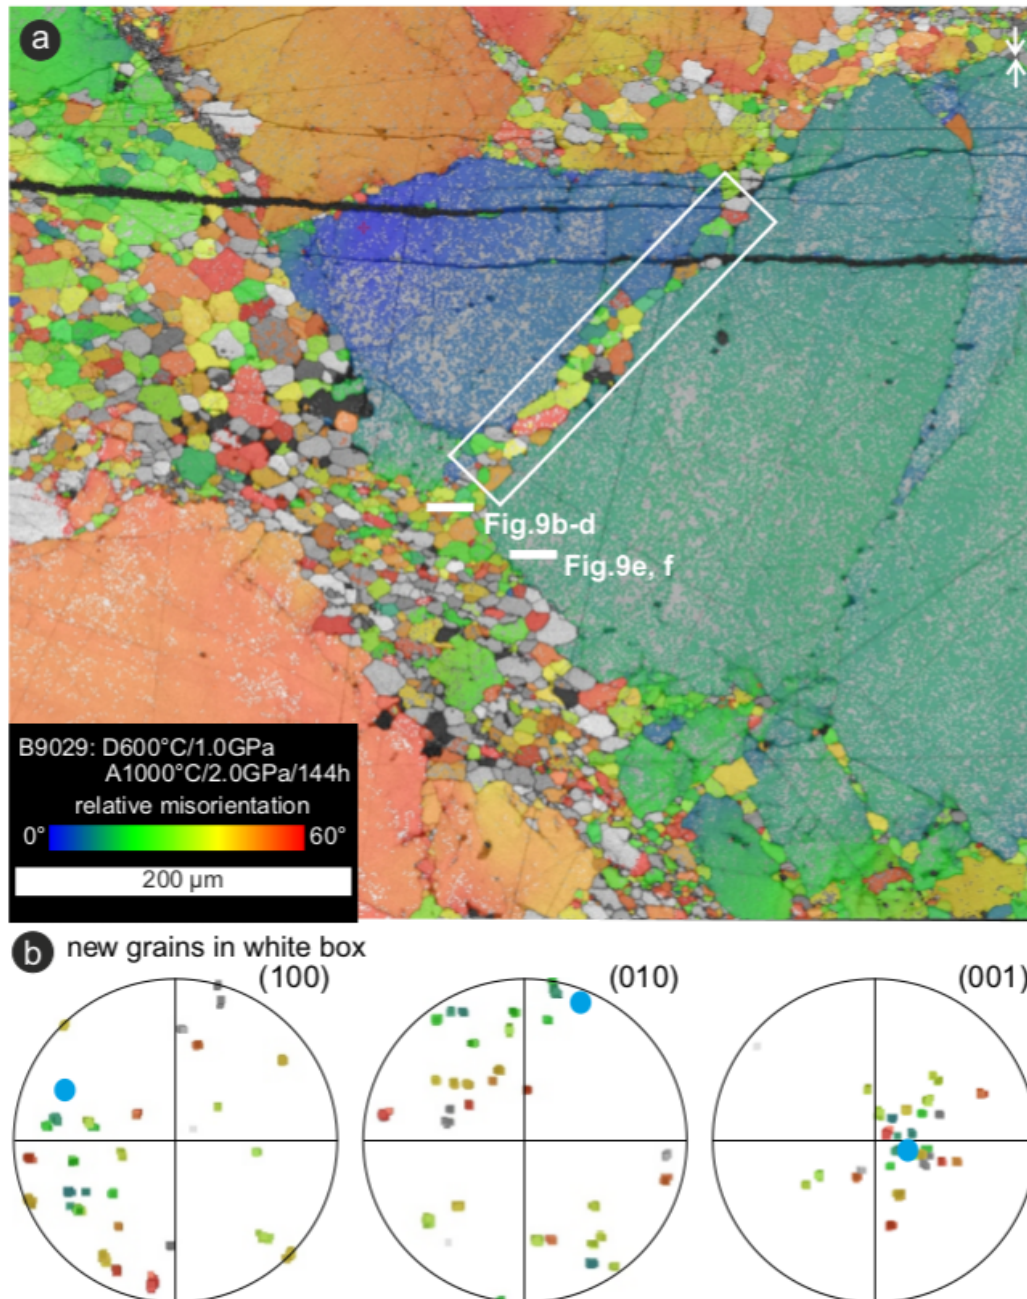 a
Fig.9b-d
Fig.9e, f
B9029: D600°C/1.0GPa
A1000°C/2.0GPa/144h
relative misorientation
0° 60°
200 µm
b new grains in white box
(100) (010) (001)